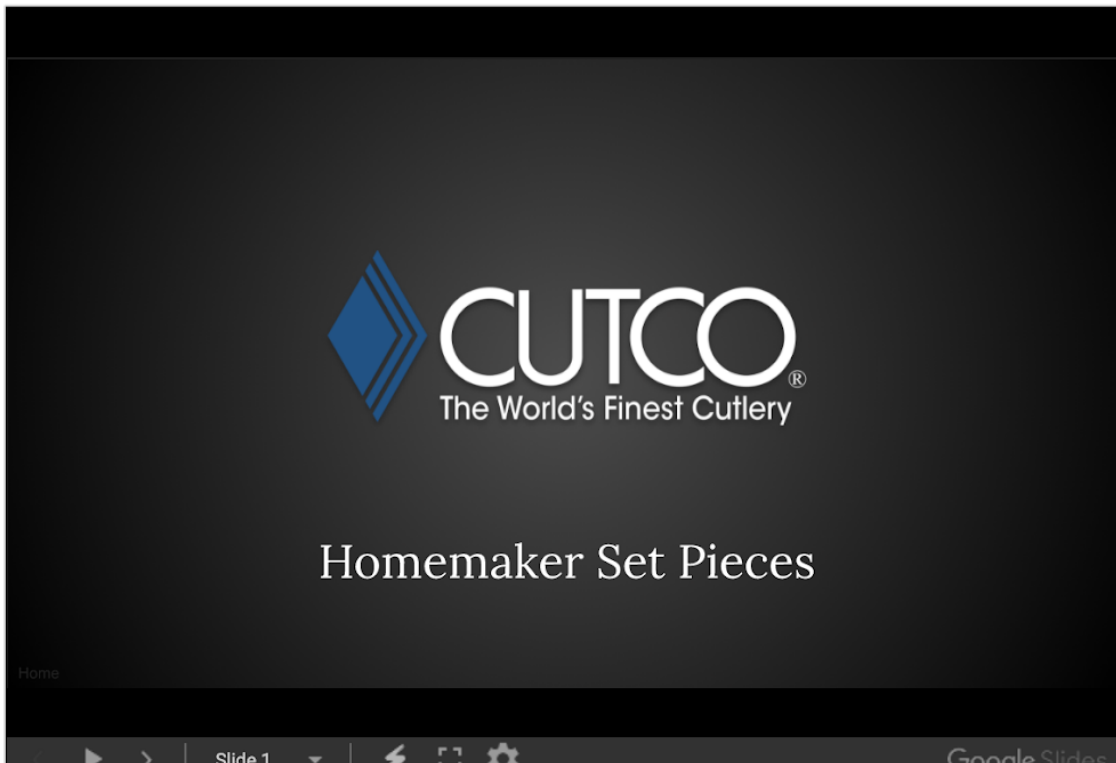 CUTCO®
The World's Finest Cutlery
Homemaker Set Pieces
Home
Slide 1
Google Slides